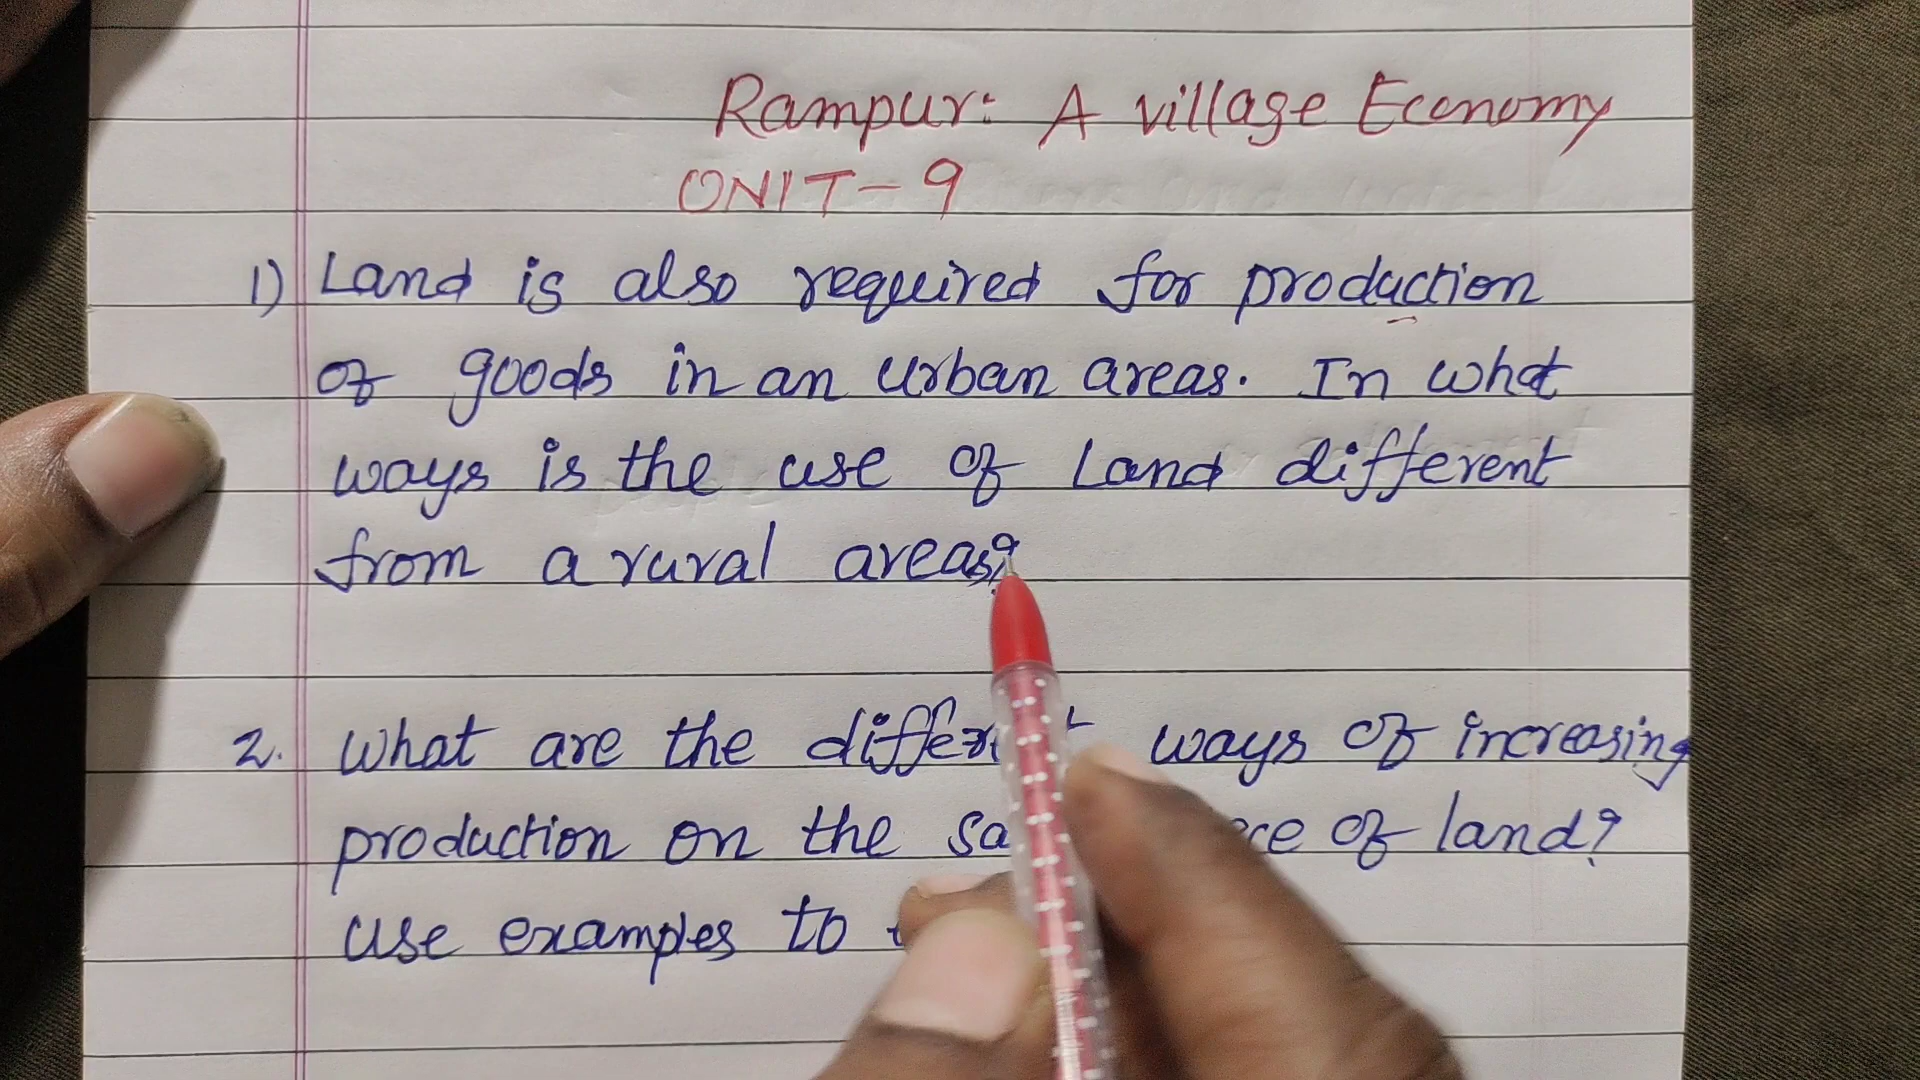 Rampur: A village Economy
UNIT-9
1) Land is also required for production
of goods in an urban areas. In what
ways is the use of Land different
from a rural areas?
2. What are the different ways of increasing
production on the of land?
use examples to